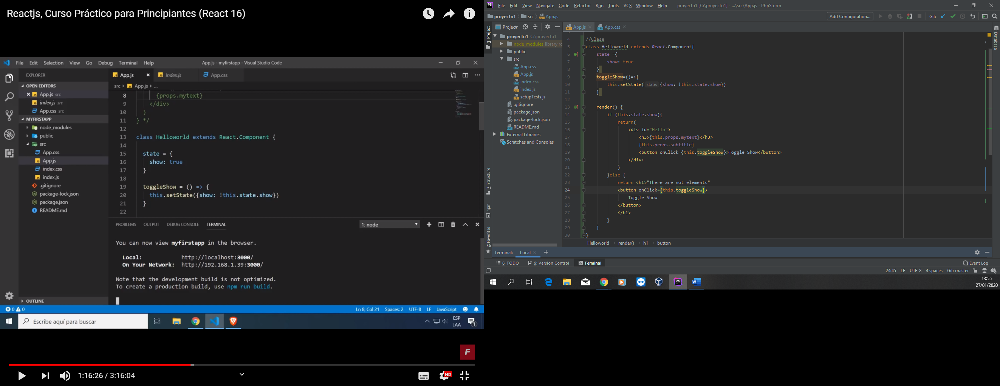 Reactjs, Curso Práctico para Principiantes (React 16)
File Edit Selection View Go Debug Terminal Help
App.js - myfirstapp - Visual Studio Code
EXPLORER
App.js
index.js
App.css
OPEN EDITORS
App.js src
index.js src
App.css src
MYFIRSTAPP
node_modules
public
src
App.css
App.js
index.css
index.js
.gitignore
package-lock.json
package.json
README.md
OUTLINE
src App.js ...
8 {props.mytext}
9 </div>
10 )
11 } */
12
13 class Helloworld extends React.Component {
14
15 state = {
16 show: true
17 }
18
19 toggleShow = () => {
20 this.setState({show: !this.state.show})
21 }
22
PROBLEMS OUTPUT DEBUG CONSOLE TERMINAL
1: node
You can now view myfirstapp in the browser.
Local: http://localhost:3000/
On Your Network: http://192.168.1.39:3000/
Note that the development build is not optimized.
To create a production build, use npm run build.
0 0
Ln 8, Col 21 Spaces: 2 UTF-8 LF JavaScript
Escribe aquí para buscar
ESP
LAA
1
F
1:16:26 / 3:16:04
HD
PS File Edit View Navigate Code Refactor Run Tools VCS Window Help proyecto1 [C:\proyecto1] - ...\src\App.js - PhpStorm
proyecto1 src App.js
Add Configuration...
Git:
1: Project
Project
App.js
App.css
Database
proyecto1 C:\proyecto1
node_modules library ro
public
src
App.css
App.js
index.css
index.js
setupTests.js
.gitignore
package.json
package-lock.json
README.md
External Libraries
Scratches and Consoles
7: Structure
npm
2: Favorites
4 //Clase
5 class Helloworld extends React.Component{
6 state ={
7 show: true
8 }
9 toggleShow=()=>{
10 this.setState( state: {show: !this.state.show})
11 }
12
13 render() {
14 if (this.state.show){
15 return(
16 <div id="Hello">
17 <h3>{this.props.mytext}</h3>
18 {this.props.subtitle}
19 <button onClick={this.toggleShow}>Toggle Show</button>
20 </div>
21 )
22 }else {
23 return <h1>"There are not elements"
24 <button onClick={this.toggleShow}>
25 Toggle Show
26 </button>
27 </h1>
28 }
29 }
30 }
Helloworld render() h1 button
Terminal: Local
6: TODO 9: Version Control Terminal
Event Log
24:45 LF UTF-8 4 spaces Git: master
13:55
27/01/2020